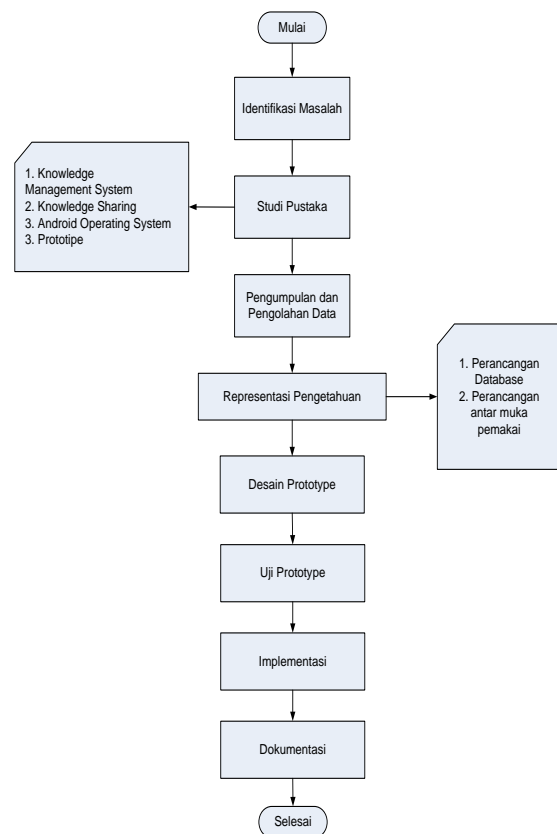 Mulai
Identifikasi Masalah
1. Knowledge
Management System
2. Knowledge Sharing
3. Android Operating System
3. Prototipe
Studi Pustaka
Pengumpulan dan
Pengolahan Data
Representasi Pengetahuan
1. Perancangan
Database
2. Perancangan
antar muka
pemakai
Desain Prototype
Uji Prototype
Implementasi
Dokumentasi
Selesai